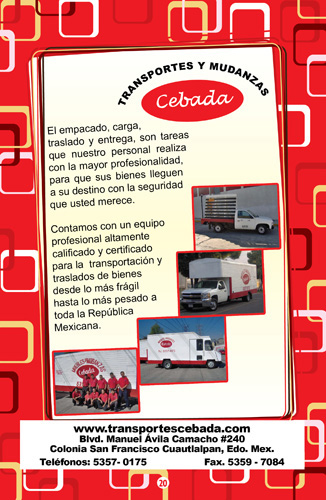 TRANSPORTES Y MUDANZAS
Cebada
El empacado, carga,
traslado y entrega, son tareas
que nuestro personal realiza
con la mayor profesionalidad,
para que sus bienes lleguen
a su destino con la seguridad
que usted merece.
Contamos con un equipo
profesional altamente
calificado y certificado
para la transportación y
traslados de bienes
desde lo más frágil
hasta lo más pesado a
toda la República
Mexicana.
Cebada
www.transportescebada.com
Blvd. Manuel Ávila Camacho #240
Colonia San Francisco Cuautlalpan, Edo. Mex.
Teléfonos: 5357- 0175 Fax. 5359 - 7084
20